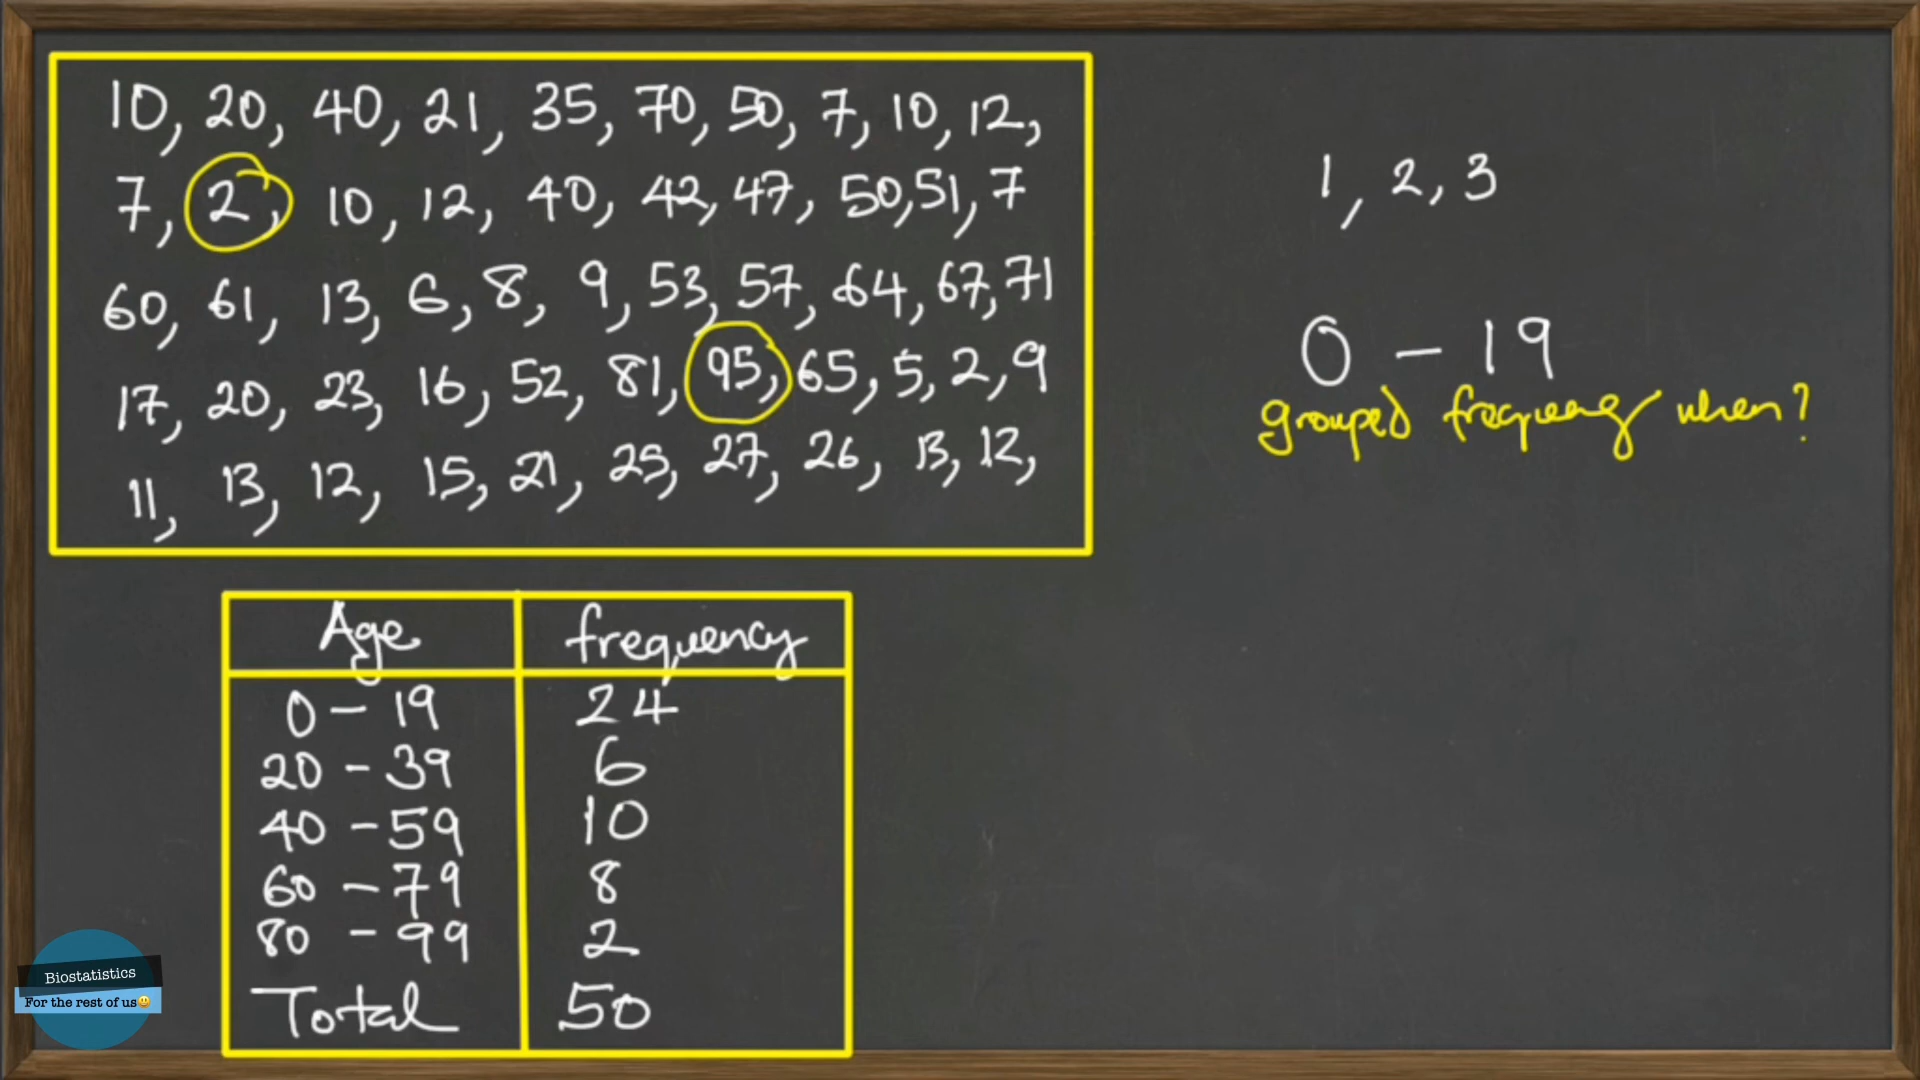 10, 20, 40, 21, 35, 70, 50, 7, 10, 12,
7, 2, 10, 12, 40, 42, 47, 50, 51, 7
60, 61, 13, 6, 8, 9, 53, 57, 64, 67, 71
17, 20, 23, 16, 52, 81, 95, 65, 5, 2, 9
11, 13, 12, 15, 21, 25, 27, 26, 13, 12,
1, 2, 3
0 - 19
grouped frequency when?
Age frequency
0 - 19 24
20 - 39 6
40 - 59 10
60 - 79 8
80 - 99 2
Total 50
Biostatistics
For the rest of us😃